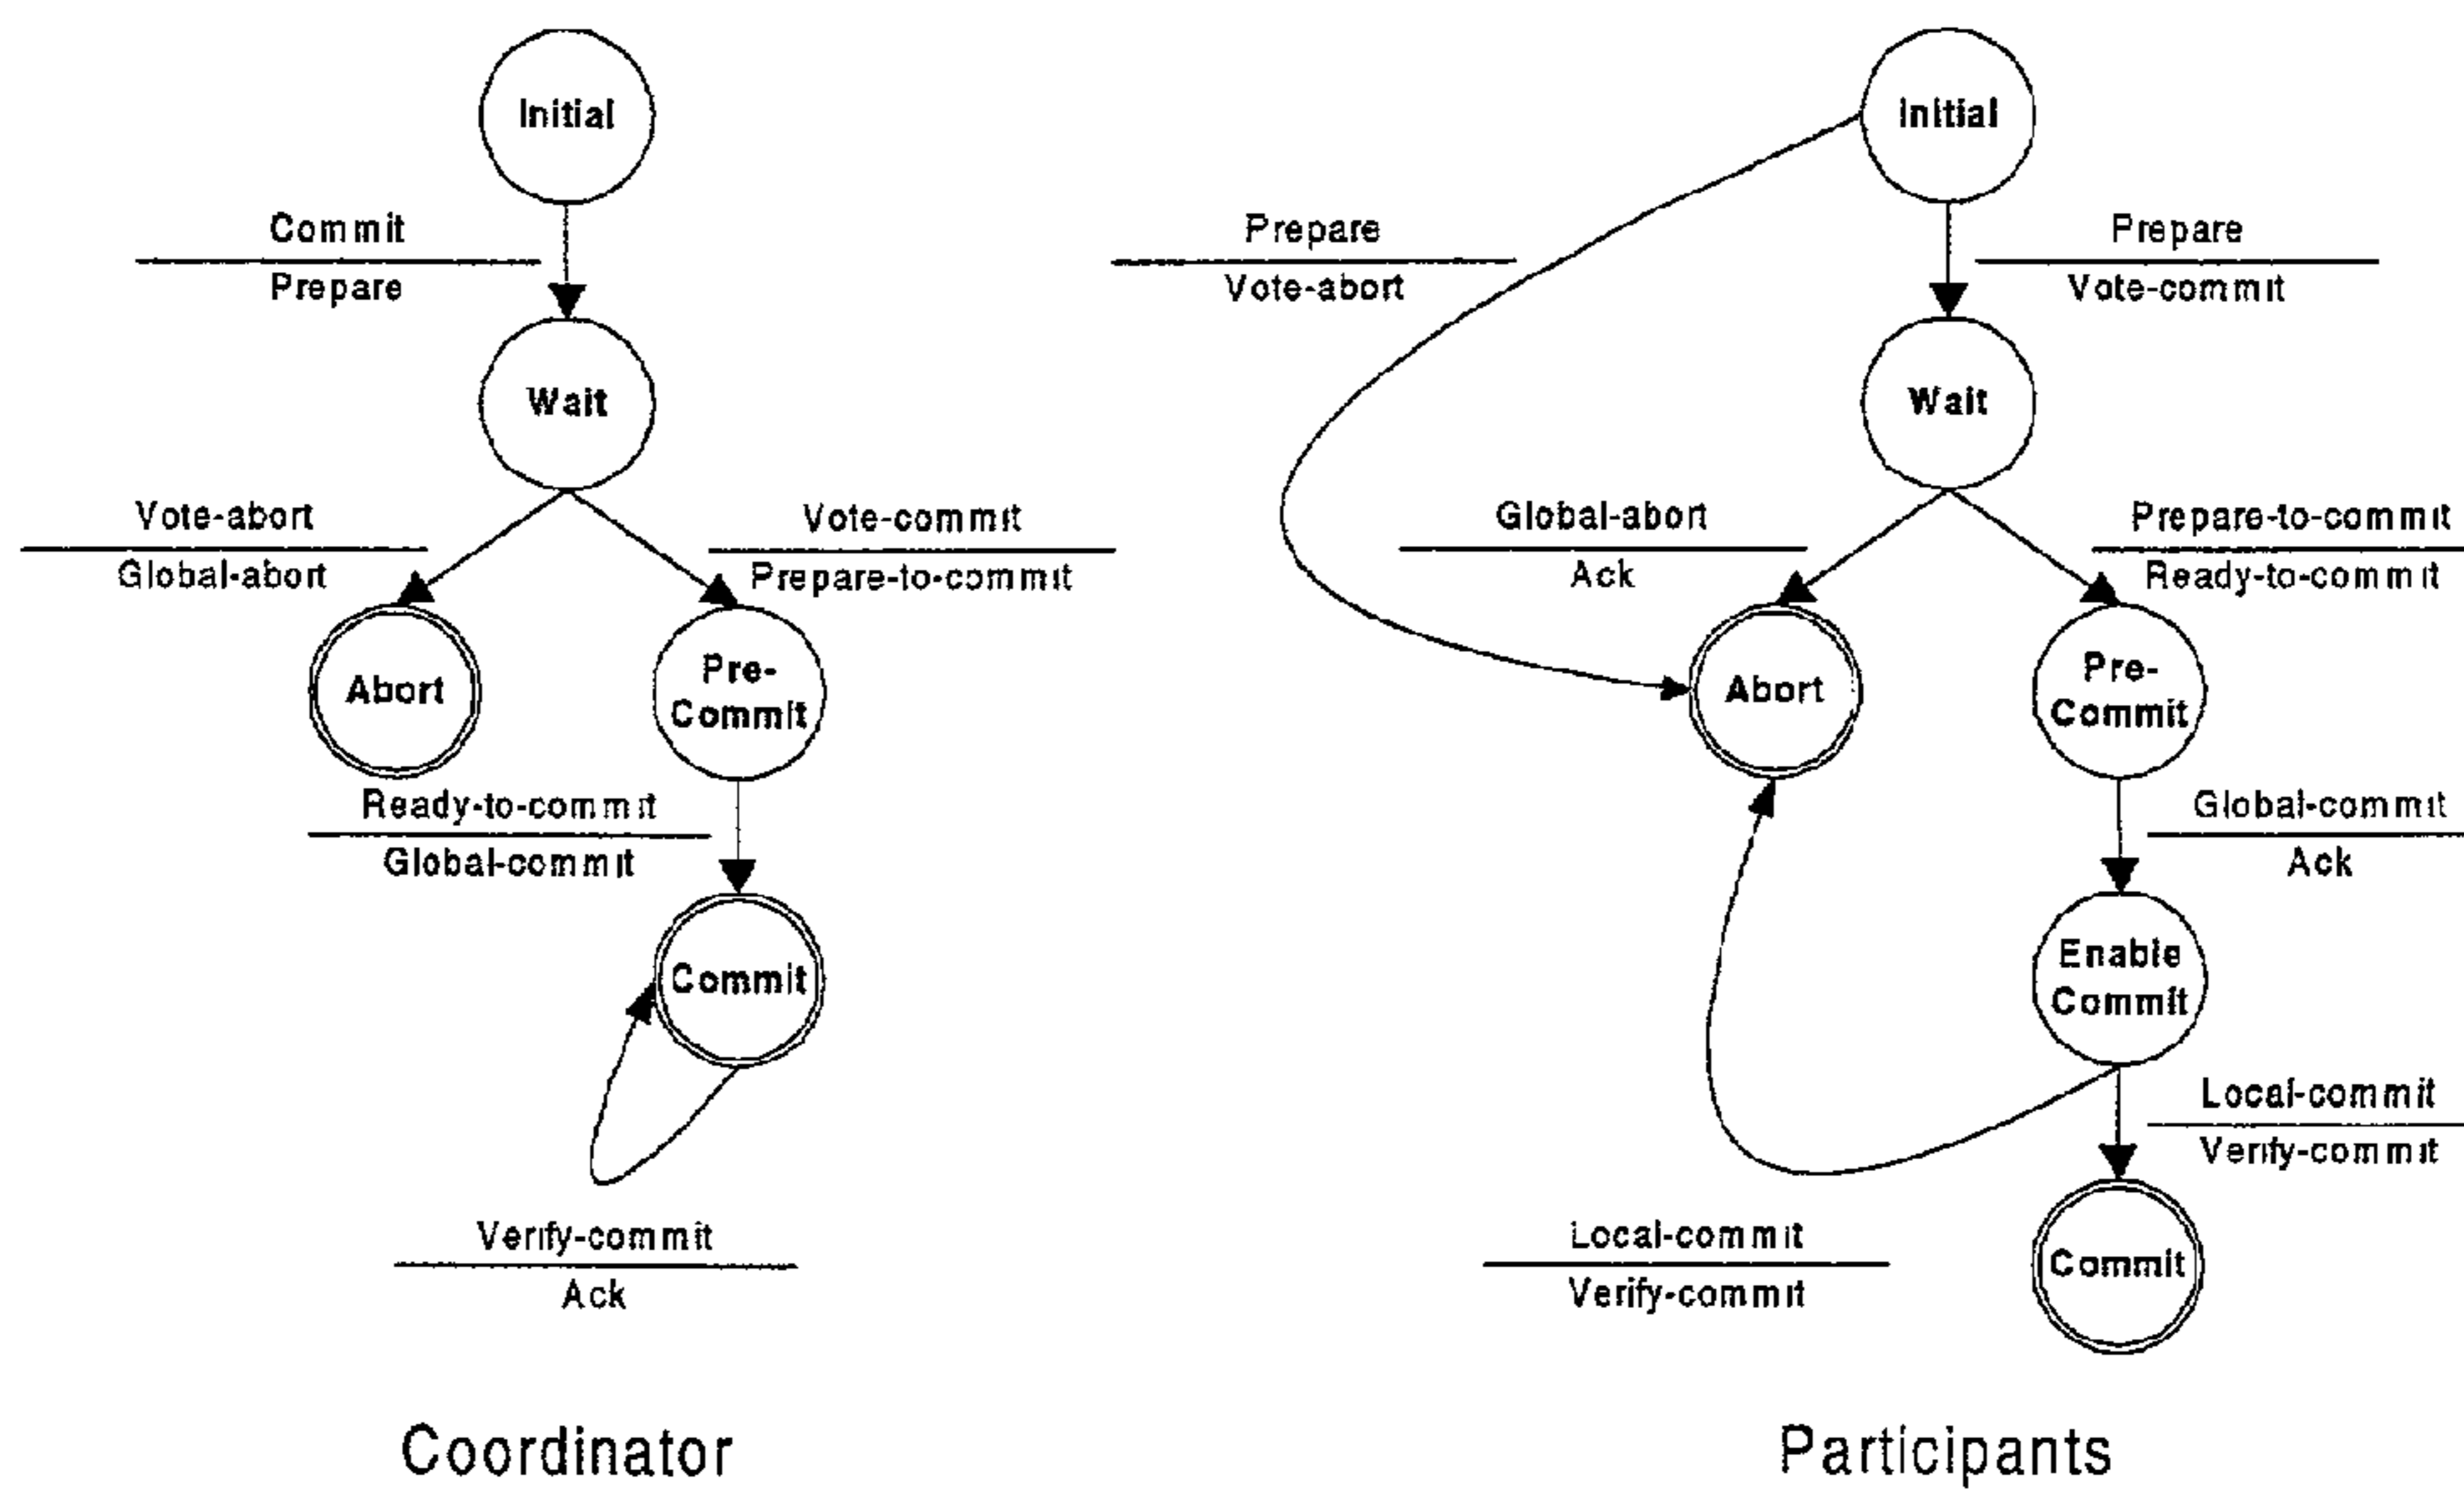 Initial
Commit
Prepare
Wait
Vote-abort
Global-abort
Vote-commit
Prepare-to-commit
Abort
Pre-
Commit
Ready-to-commit
Global-commit
Commit
Verify-commit
Ack
Coordinator
Initial
Prepare
Vote-abort
Prepare
Vote-commit
Wait
Global-abort
Ack
Prepare-to-commit
Ready-to-commit
Abort
Pre-
Commit
Global-commit
Ack
Enable
Commit
Local-commit
Verify-commit
Local-commit
Verify-commit
Commit
Participants